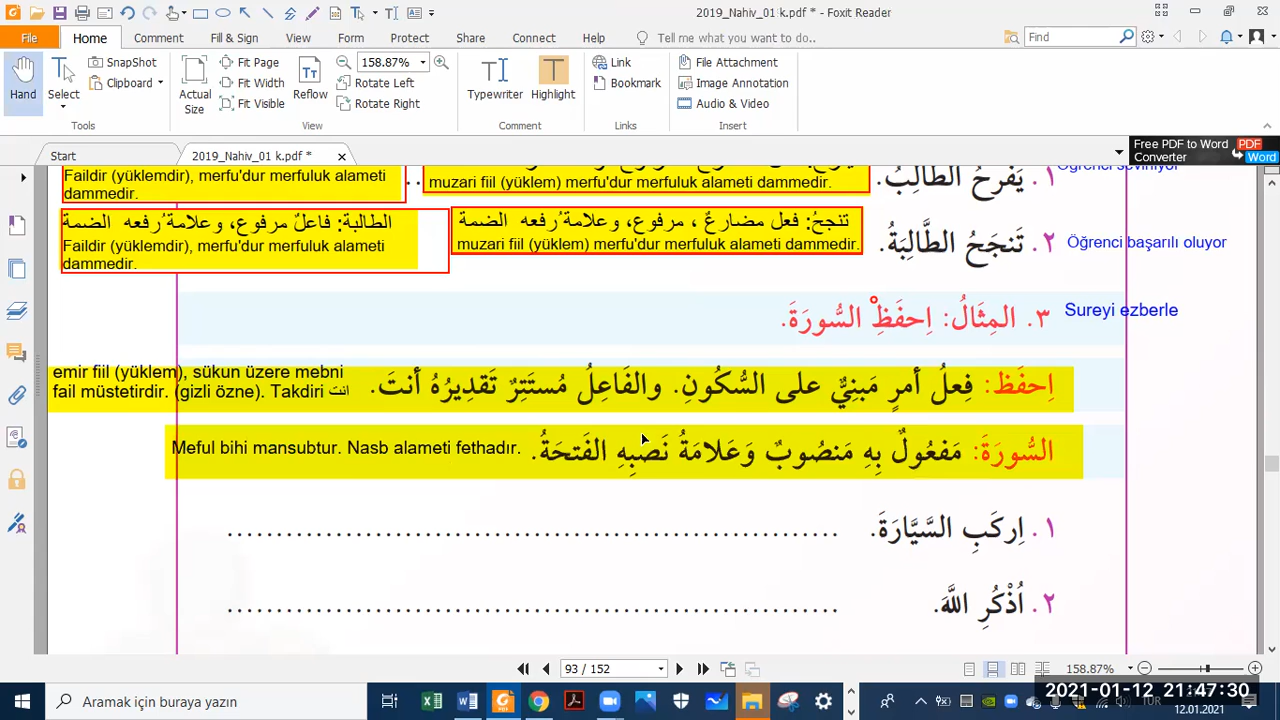 2019_Nahiv_01 k.pdf * - Foxit Reader
File Home Comment Fill & Sign View Form Protect Share Connect Help Tell me what you want to do.. Find
Hand
Select
SnapShot
Clipboard
Tools
Actual Size
Fit Page
Fit Width
Fit Visible
Reflow
158.87%
Rotate Left
Rotate Right
View
Typewriter
Highlight
Comment
Link
Bookmark
Links
File Attachment
Image Annotation
Audio & Video
Insert
Start
2019_Nahiv_01 k.pdf *
Free PDF to Word Converter
PDF Word
Öğrenci seviniyor
١. يَفْرَحُ الطَّالِبُ.
muzari fiil (yüklem) merfu'dur merfuluk alameti dammedir.
Faildir (yüklemdir), merfu'dur merfuluk alameti
dammedir.
Öğrenci başarılı oluyor
٢. تَنجَحُ الطَّالِبَةُ.
تنجحُ: فعل مضارعٌ ، مرفوع، وعلامة ُرفعه الضمة
muzari fiil (yüklem) merfu'dur merfuluk alameti dammedir.
الطالبة: فاعلٌ مرفوع، وعلامة ُرفعه الضمة
Faildir (yüklemdir), merfu'dur merfuluk alameti
dammedir.
Sureyi ezberle
٣. المِثَالُ: اِحفَظْ السُّورَةَ.
اِحفَظ: فِعلُ أَمرٍ مَبنِيٌّ على السُّكُونِ. والفَاعِلُ مُستَتِرٌ تَقدِيرُهُ أَنتَ.
emir fiil (yüklem), sükun üzere mebni
fail müstetirdir. (gizli özne). Takdiri انت
السُّورَةَ: مَفعُولٌ بِهِ مَنصُوبٌ وَعَلامَةُ نَصْبِهِ الفَتحَةُ.
Meful bihi mansubtur. Nasb alameti fethadır.
١. اِركَبِ السَّيَّارَةَ. ................................
٢. اُذْكُرِ اللَّهَ. ................................
93 / 152
158.87%
Aramak için buraya yazın
TÜR
2021-01-12 21:47:30
12.01.2021